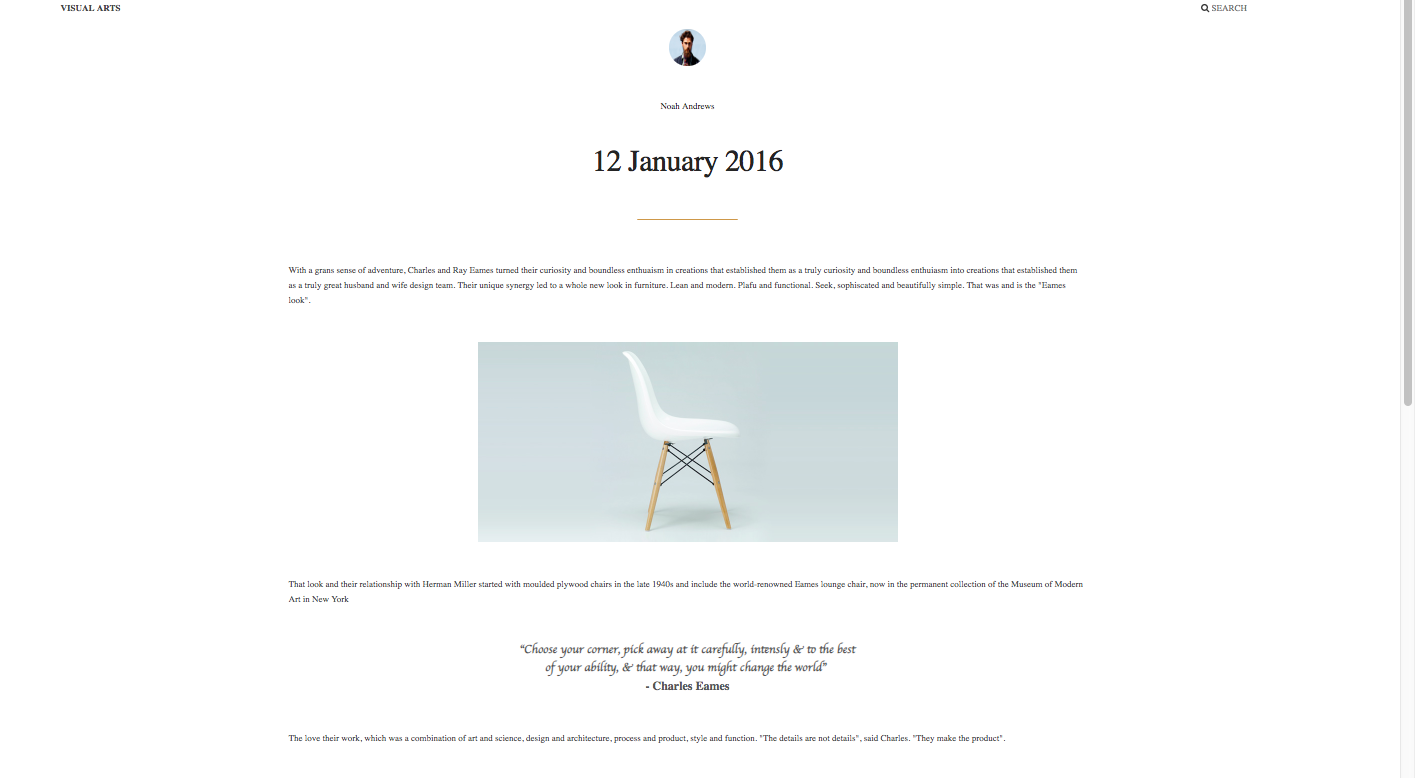 VISUAL ARTS
SEARCH
Noah Andrews
12 January 2016
With a grans sense of adventure, Charles and Ray Eames turned their curiosity and boundless enthuaism in creations that established them as a truly curiosity and boundless enthuiasm into creations that established them
as a truly great husband and wife design team. Their unique synergy led to a whole new look in furniture. Lean and modern. Plafu and functional. Seek, sophiscated and beautifully simple. That was and is the "Eames
look".
That look and their relationship with Herman Miller started with moulded plywood chairs in the late 1940s and include the world-renowned Eames lounge chair, now in the permanent collection of the Museum of Modern
Art in New York
“Choose your corner, pick away at it carefully, intensly & to the best
of your ability, & that way, you might change the world”
- Charles Eames
The love their work, which was a combination of art and science, design and architecture, process and product, style and function. "The details are not details", said Charles. "They make the product".